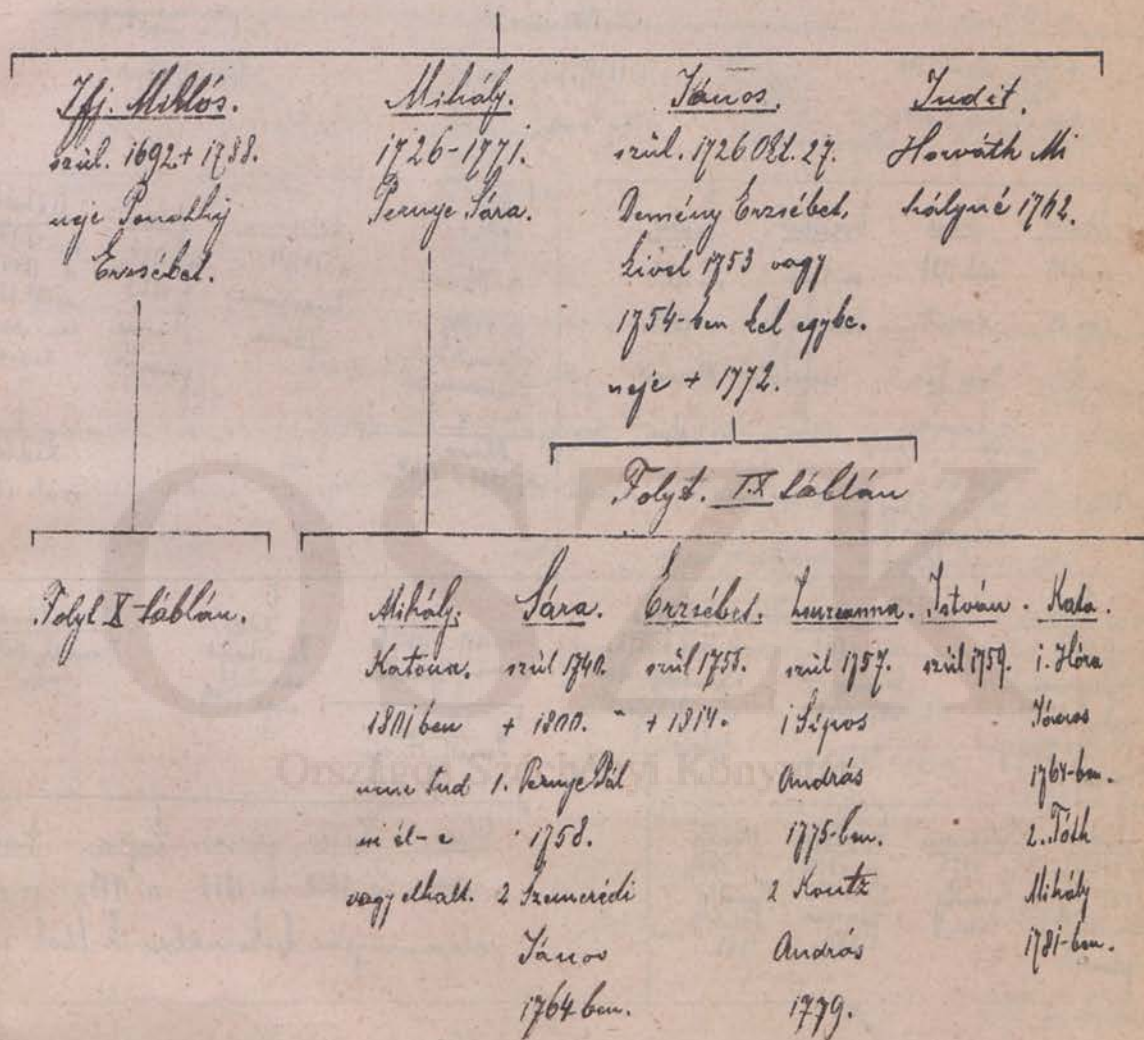 Ifj. Miklós.
szül. 1692 + 1788.
neje Ponathy
Erzsébet.
Mihály.
1726-1771.
Pernye Sára.
János.
szül. 1726 Okt. 27.
Demény Erzsébet,
kivel 1753 vagy
1754-ben kel egybe.
neje + 1772.
Judit.
Horváth Mi
hályné 1762.
Folyt. IX táblán
Folyt X táblán.
Mihály.
Katona.
1801 ben
nem tud
ni él-e
vagy elhalt.
Sára.
szül 1740.
+ 1800.
1. Pernye Pál
1758.
2 Szemerédi
János
1764 ben.
Erzsébet.
szül 1755.
+ 1814.
Zsuzsanna.
szül 1757.
1 Sipos
András
1775-ben.
2 Kontz
András
1779.
István.
szül 1759.
Kata.
1. Hóra
János
1764-ben.
2. Tóth
Mihály
1781-ben.
OSZK
Országos Széchényi Könyvtár